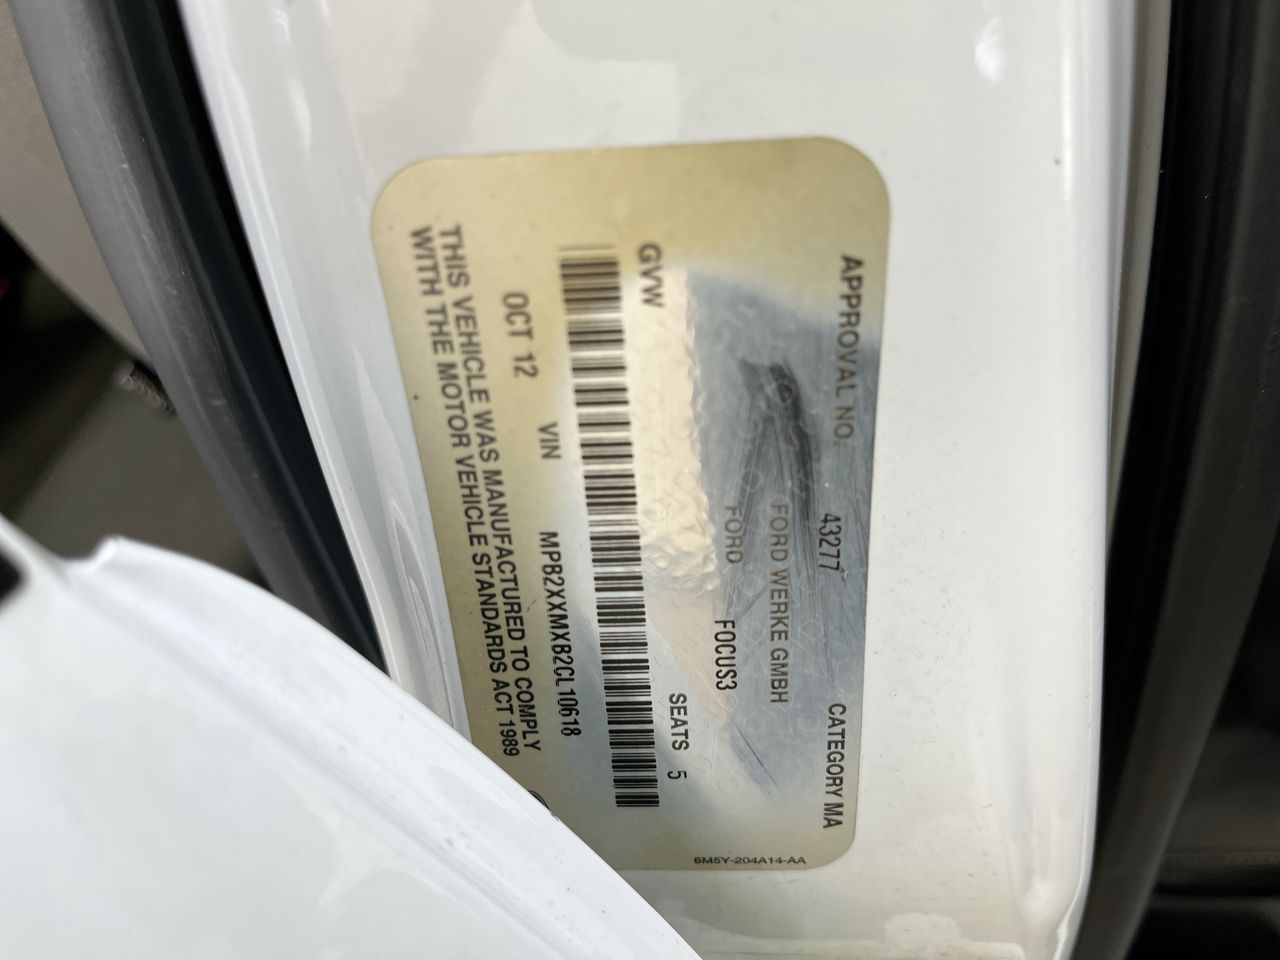 APPROVAL NO. 43277 CATEGORY MA
FORD WERKE GMBH
FORD FOCUS3
GVW SEATS 5
OCT 12 VIN MPB2XXMXB2CL10618
THIS VEHICLE WAS MANUFACTURED TO COMPLY
WITH THE MOTOR VEHICLE STANDARDS ACT 1989
6M5Y-204A14-AA